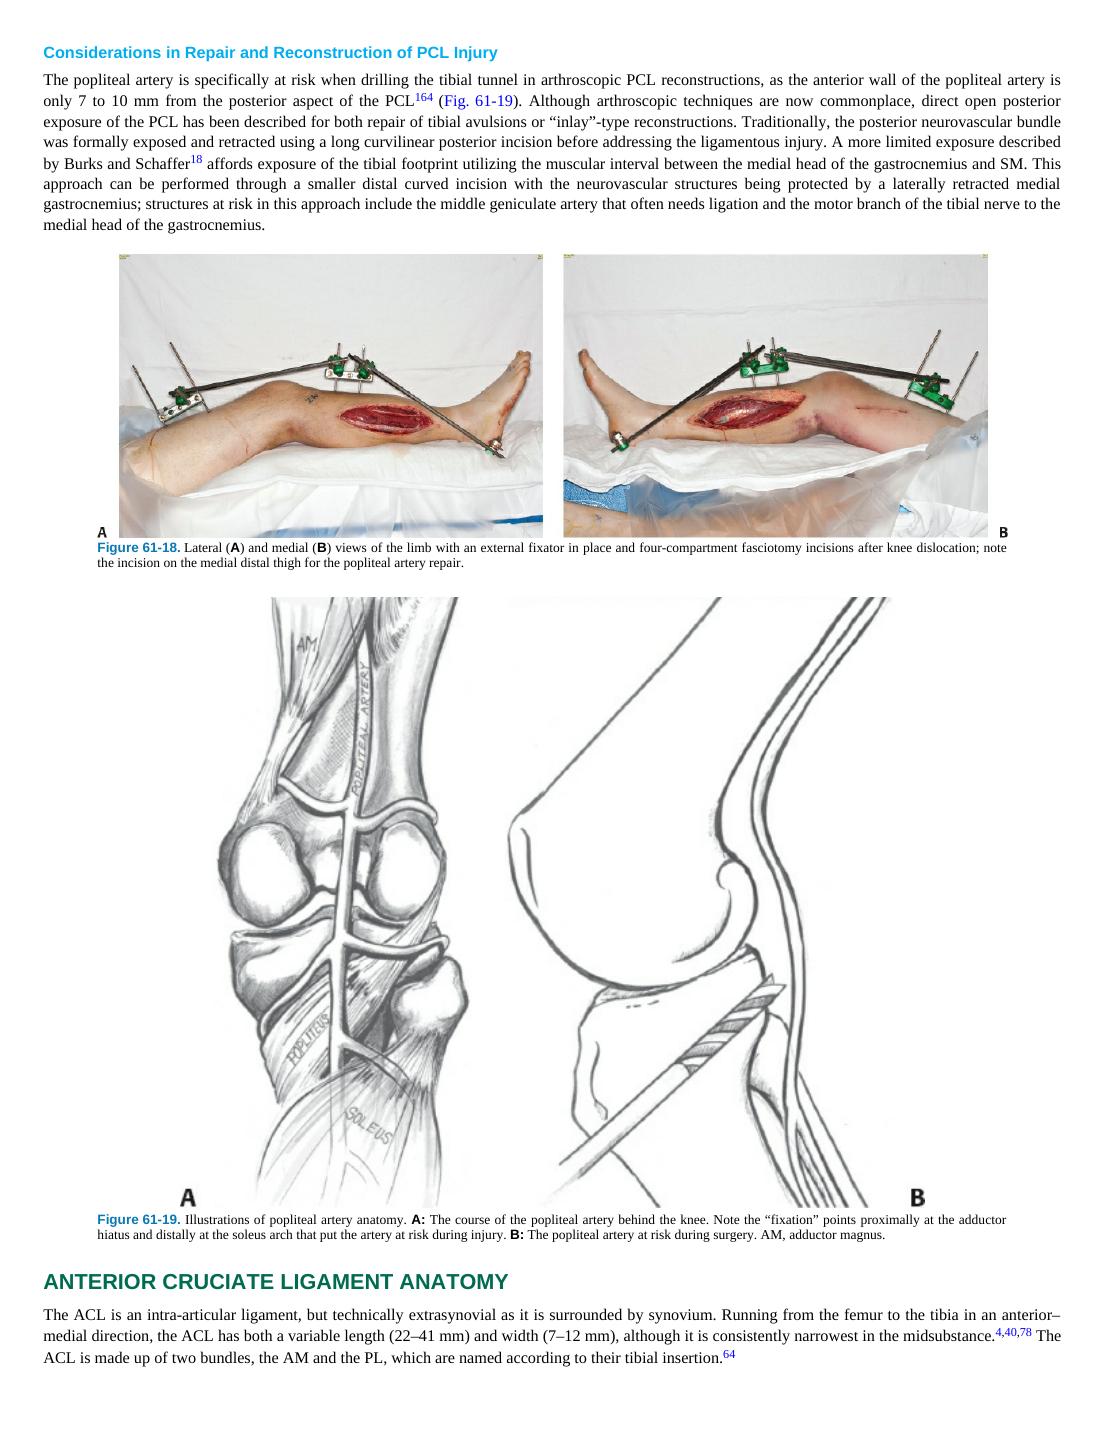 Considerations in Repair and Reconstruction of PCL Injury
The popliteal artery is specifically at risk when drilling the tibial tunnel in arthroscopic PCL reconstructions, as the anterior wall of the popliteal artery is
only 7 to 10 mm from the posterior aspect of the PCL164 (Fig. 61-19). Although arthroscopic techniques are now commonplace, direct open posterior
exposure of the PCL has been described for both repair of tibial avulsions or “inlay”-type reconstructions. Traditionally, the posterior neurovascular bundle
was formally exposed and retracted using a long curvilinear posterior incision before addressing the ligamentous injury. A more limited exposure described
by Burks and Schaffer18 affords exposure of the tibial footprint utilizing the muscular interval between the medial head of the gastrocnemius and SM. This
approach can be performed through a smaller distal curved incision with the neurovascular structures being protected by a laterally retracted medial
gastrocnemius; structures at risk in this approach include the middle geniculate artery that often needs ligation and the motor branch of the tibial nerve to the
medial head of the gastrocnemius.
A
B
Figure 61-18. Lateral (A) and medial (B) views of the limb with an external fixator in place and four-compartment fasciotomy incisions after knee dislocation; note
the incision on the medial distal thigh for the popliteal artery repair.
AM
POPLITEAL ARTERY
POPLITEUS
SOLEUS
A
B
Figure 61-19. Illustrations of popliteal artery anatomy. A: The course of the popliteal artery behind the knee. Note the “fixation” points proximally at the adductor
hiatus and distally at the soleus arch that put the artery at risk during injury. B: The popliteal artery at risk during surgery. AM, adductor magnus.
ANTERIOR CRUCIATE LIGAMENT ANATOMY
The ACL is an intra-articular ligament, but technically extrasynovial as it is surrounded by synovium. Running from the femur to the tibia in an anterior–
medial direction, the ACL has both a variable length (22–41 mm) and width (7–12 mm), although it is consistently narrowest in the midsubstance.4,40,78 The
ACL is made up of two bundles, the AM and the PL, which are named according to their tibial insertion.64